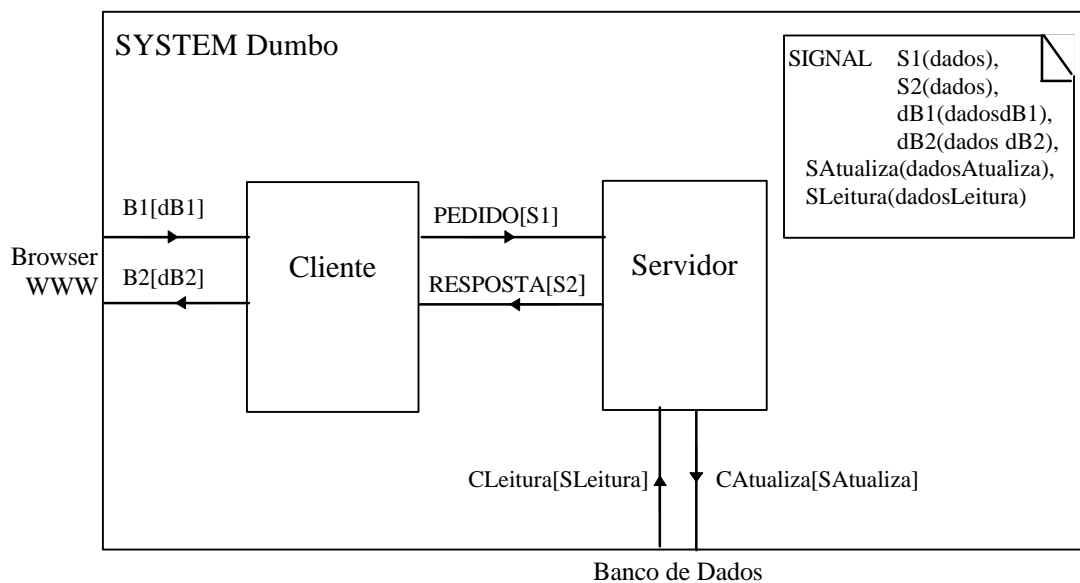 SYSTEM Dumbo
SIGNAL S1(dados),
S2(dados),
dB1(dadosdB1),
dB2(dados dB2),
SAtualiza(dadosAtualiza),
SLeitura(dadosLeitura)
B1[dB1]
PEDIDO[S1]
Browser
WWW
Cliente
Servidor
B2[dB2]
RESPOSTA[S2]
CLeitura[SLeitura]
CAtualiza[SAtualiza]
Banco de Dados